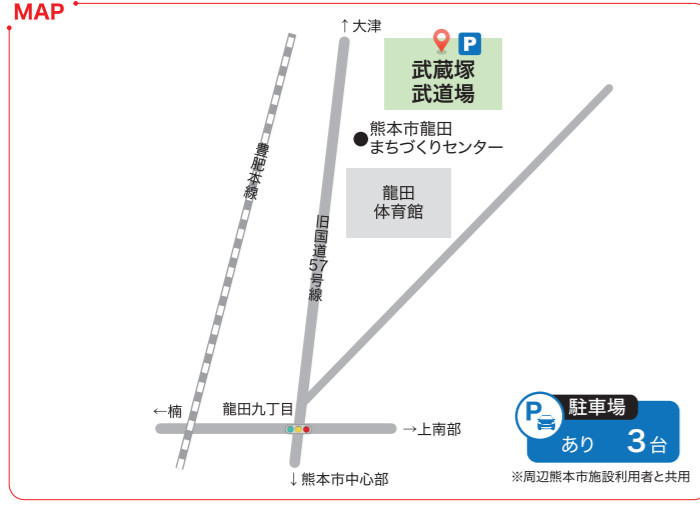 MAP
↑大津
P
武蔵塚
武道場
熊本市龍田
まちづくりセンター
豊肥本線
龍田
体育館
旧国道57号線
←楠
龍田九丁目
→上南部
↓熊本市中心部
P
駐車場
あり 3台
※周辺熊本市施設利用者と共用